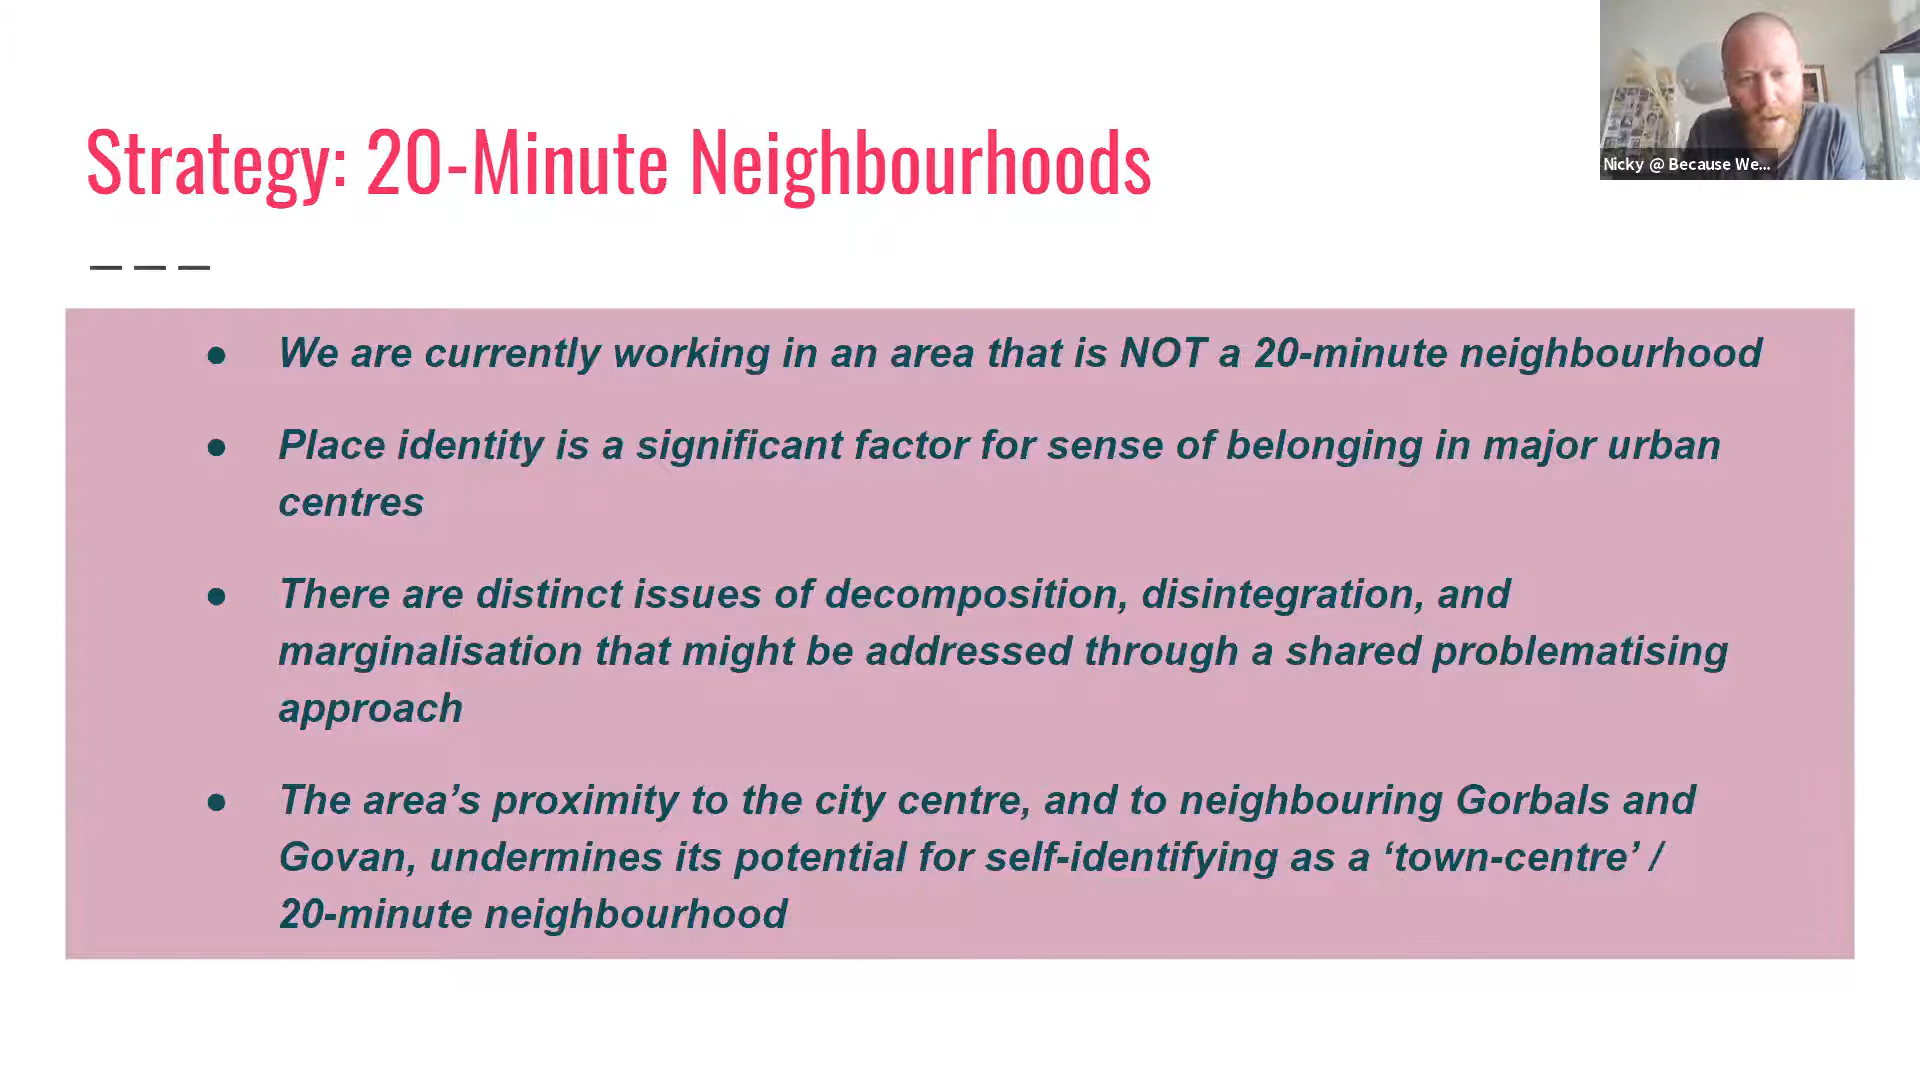 Strategy: 20-Minute Neighbourhoods
Nicky @ Because We...
● We are currently working in an area that is NOT a 20-minute neighbourhood
● Place identity is a significant factor for sense of belonging in major urban
centres
● There are distinct issues of decomposition, disintegration, and
marginalisation that might be addressed through a shared problematising
approach
● The area’s proximity to the city centre, and to neighbouring Gorbals and
Govan, undermines its potential for self-identifying as a ‘town-centre’ /
20-minute neighbourhood